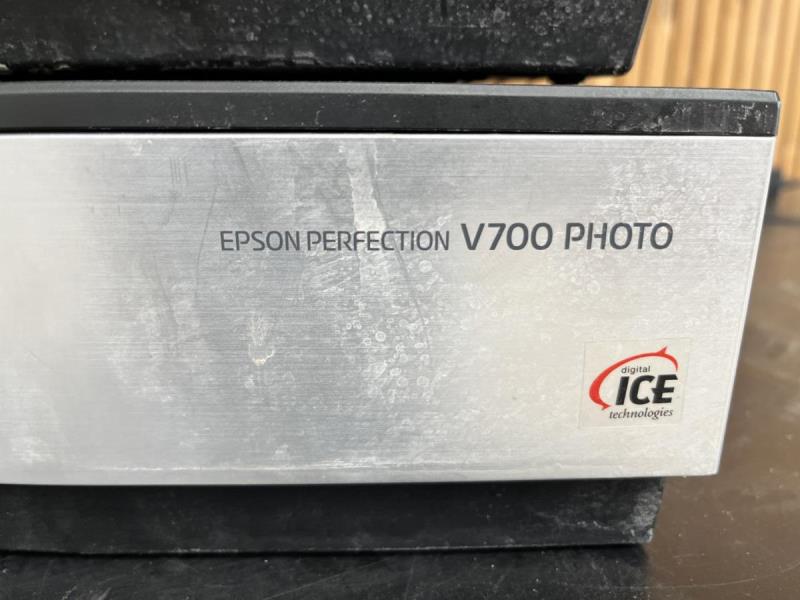 EPSON PERFECTION V700 PHOTO
digital
ICE
technologies